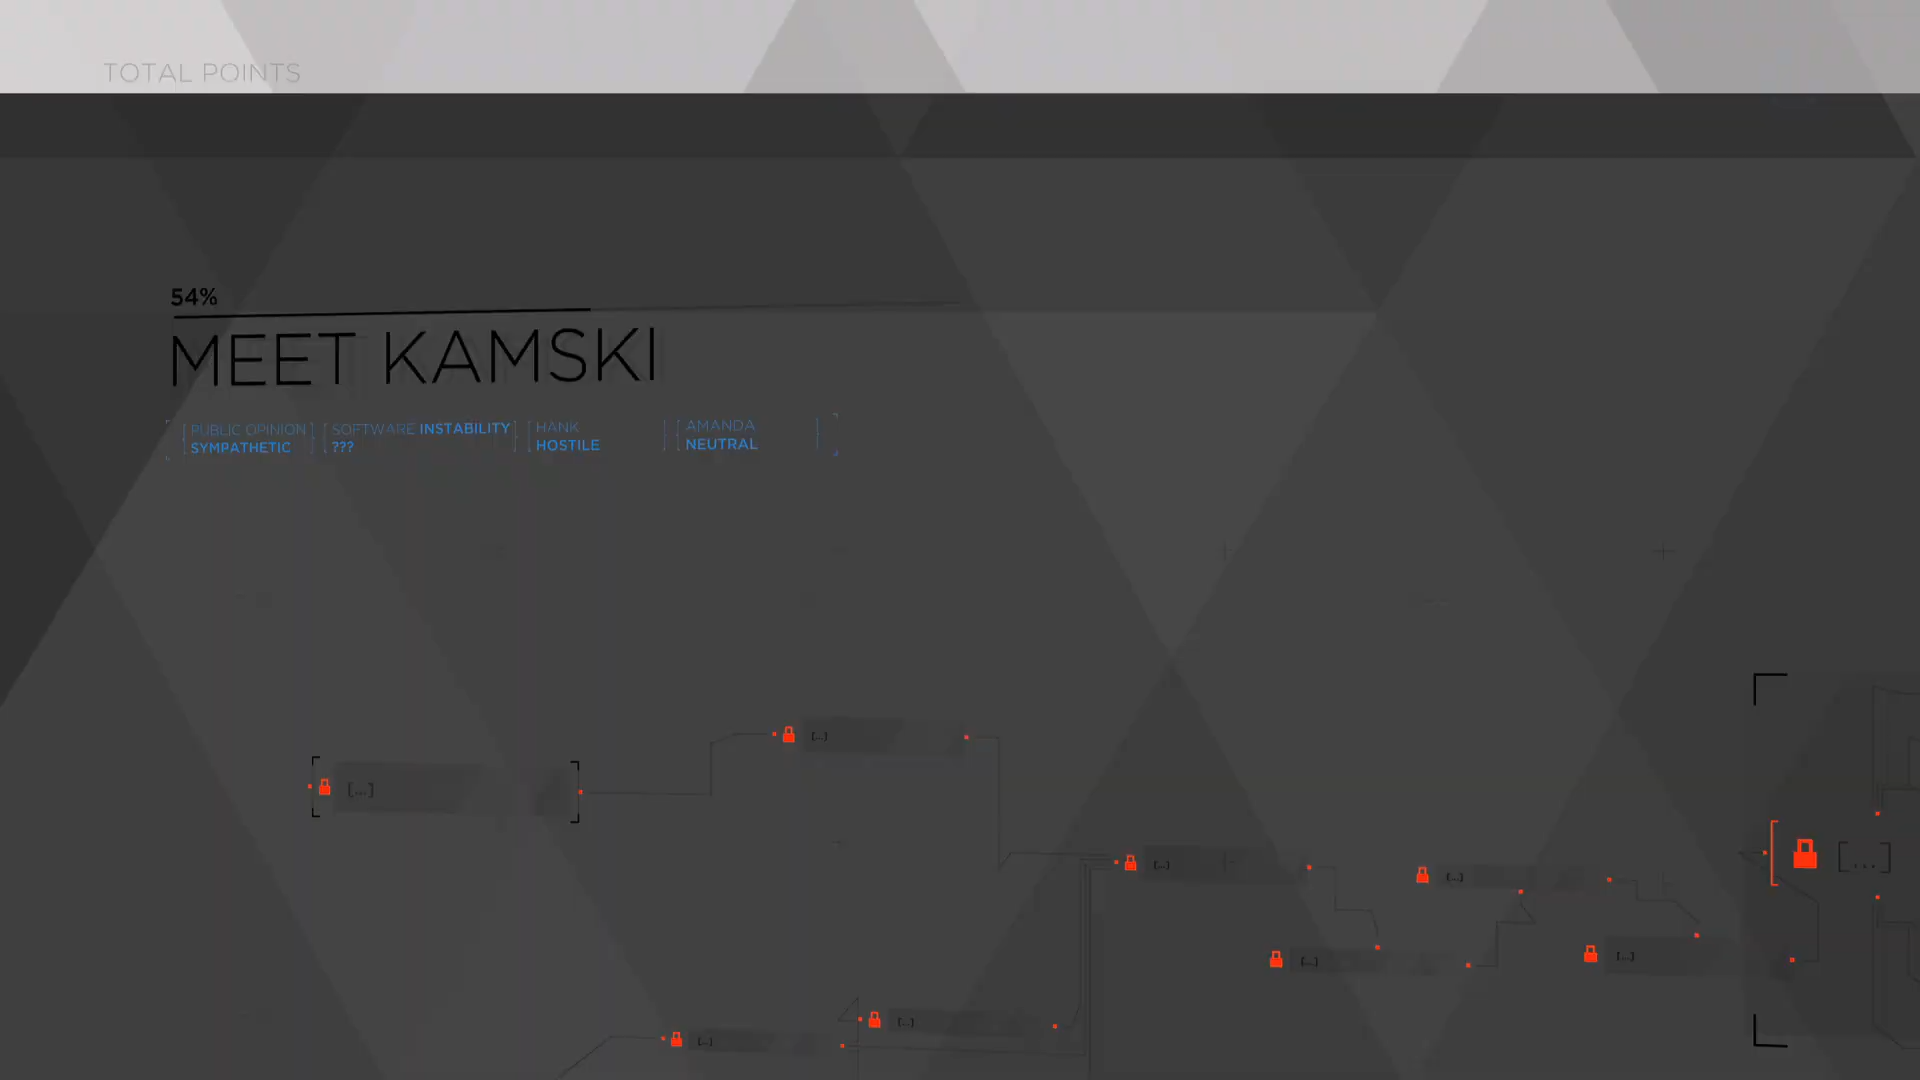 TOTAL POINTS
54%
MEET KAMSKI
PUBLIC OPINION
SYMPATHETIC
SOFTWARE INSTABILITY
???
HANK
HOSTILE
AMANDA
NEUTRAL
[...]
[...]
[...]
[...]
[...]
[...]
[...]
[...]
[...]